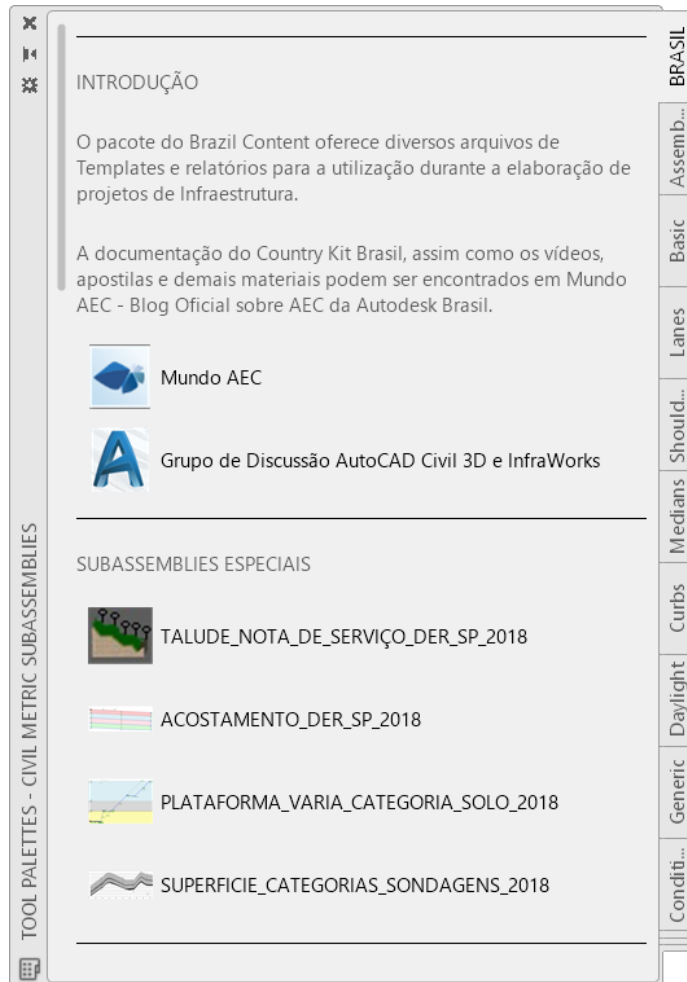 INTRODUÇÃO
O pacote do Brazil Content oferece diversos arquivos de
Templates e relatórios para a utilização durante a elaboração de
projetos de Infraestrutura.
A documentação do Country Kit Brasil, assim como os vídeos,
apostilas e demais materiais podem ser encontrados em Mundo
AEC - Blog Oficial sobre AEC da Autodesk Brasil.
Mundo AEC
Grupo de Discussão AutoCAD Civil 3D e InfraWorks
SUBASSEMBLIES ESPECIAIS
TALUDE_NOTA_DE_SERVIÇO_DER_SP_2018
ACOSTAMENTO_DER_SP_2018
PLATAFORMA_VARIA_CATEGORIA_SOLO_2018
SUPERFICIE_CATEGORIAS_SONDAGENS_2018
TOOL PALETTES - CIVIL METRIC SUBASSEMBLIES
BRASIL
Assemb...
Basic
Lanes
Should...
Medians
Curbs
Daylight
Generic
Conditi...